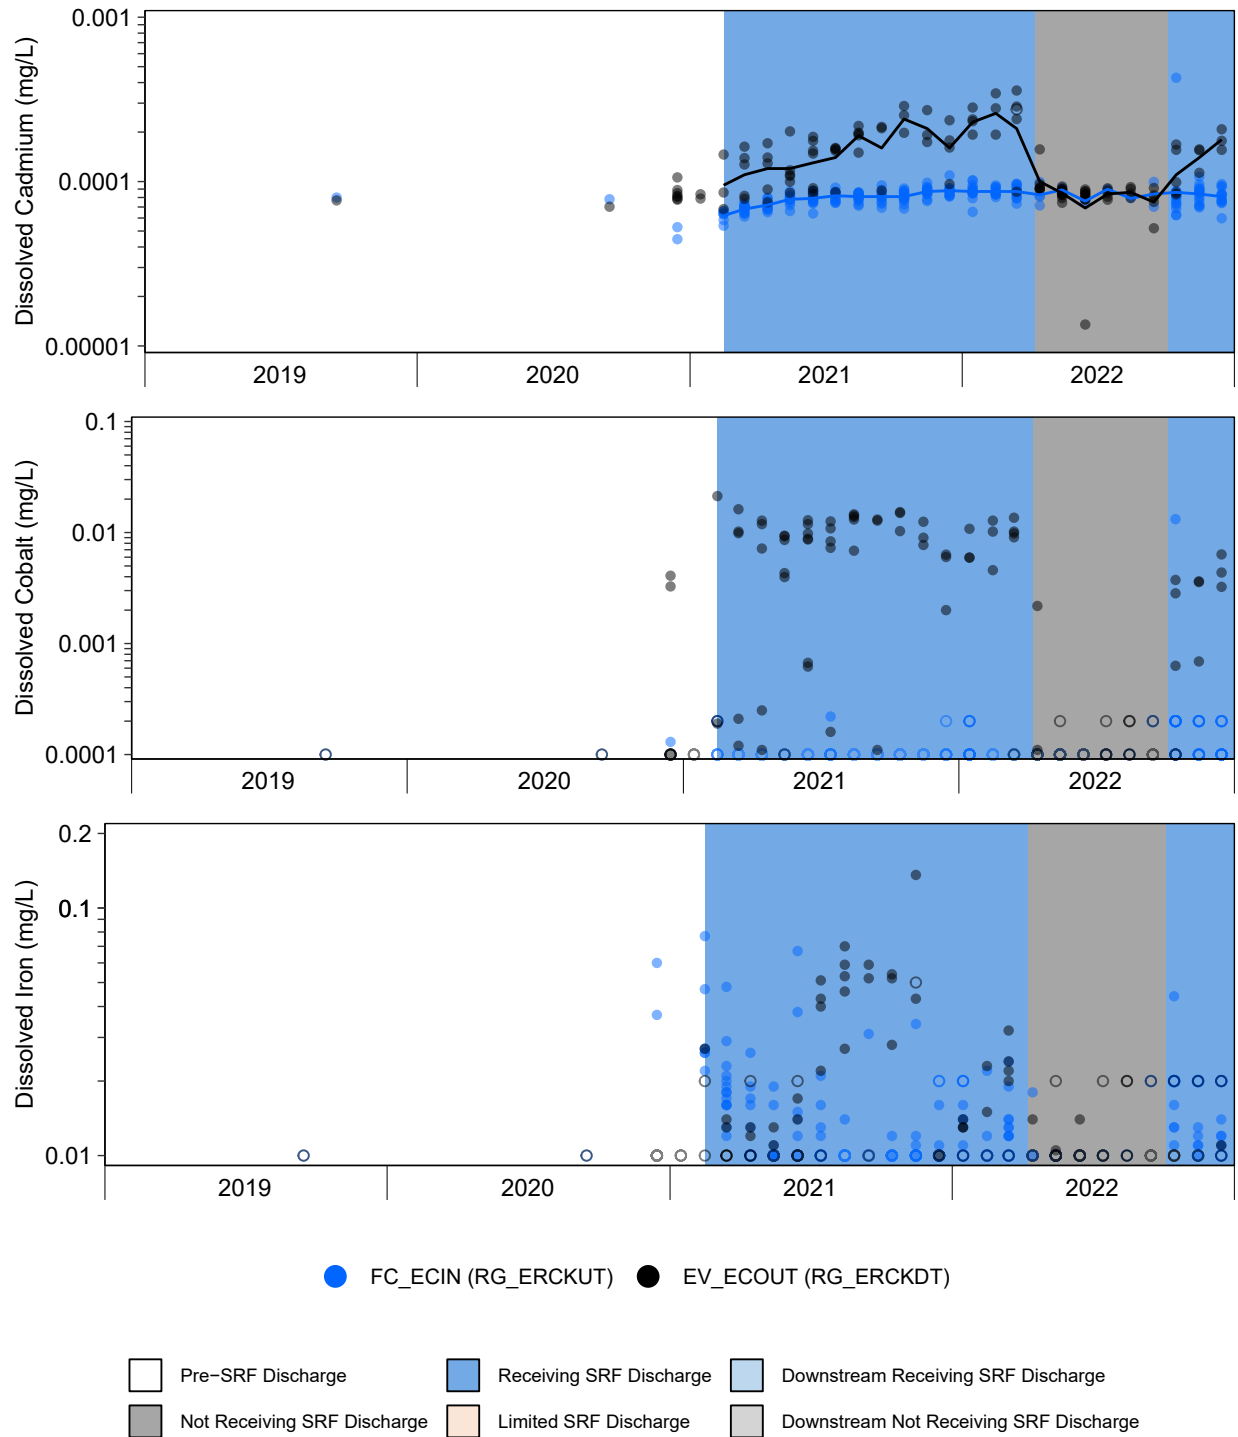 Dissolved Cadmium (mg/L)
0.001
0.0001
0.00001
2019 2020 2021 2022
Dissolved Cobalt (mg/L)
0.1
0.01
0.001
0.0001
2019 2020 2021 2022
Dissolved Iron (mg/L)
0.2
0.1
0.01
2019 2020 2021 2022
FC_ECIN (RG_ERCKUT) EV_ECOUT (RG_ERCKDT)
Pre−SRF Discharge Receiving SRF Discharge Downstream Receiving SRF Discharge
Not Receiving SRF Discharge Limited SRF Discharge Downstream Not Receiving SRF Discharge